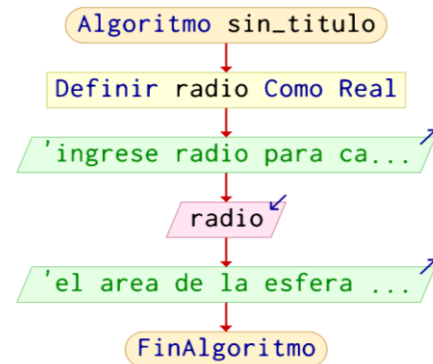 Algoritmo sin_titulo
Definir radio Como Real
'ingrese radio para ca...
radio
'el area de la esfera ...
FinAlgoritmo